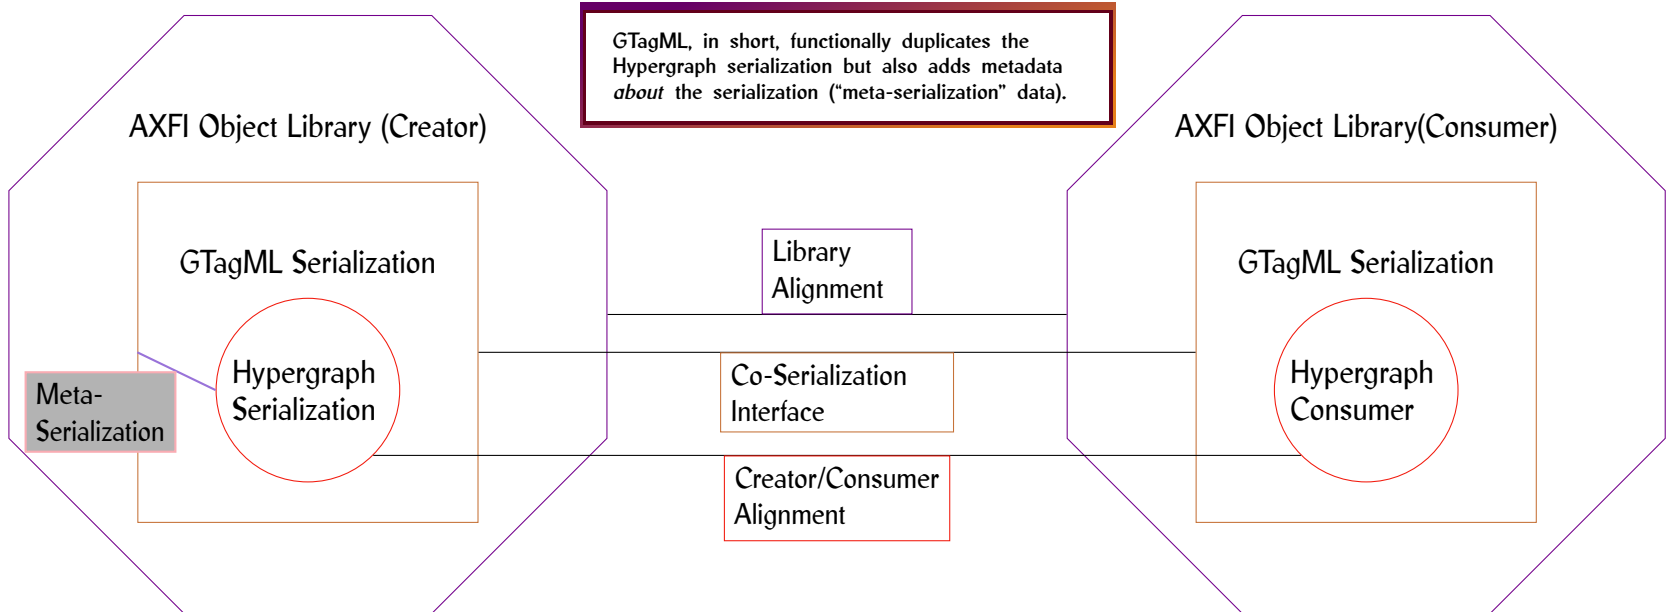 GTagML, in short, functionally duplicates the
Hypergraph serialization but also adds metadata
about the serialization (“meta-serialization” data).
AXFI Object Library (Creator)
AXFI Object Library(Consumer)
GTagML Serialization
Hypergraph
Serialization
Meta-
Serialization
Library
Alignment
Co-Serialization
Interface
Creator/Consumer
Alignment
GTagML Serialization
Hypergraph
Consumer